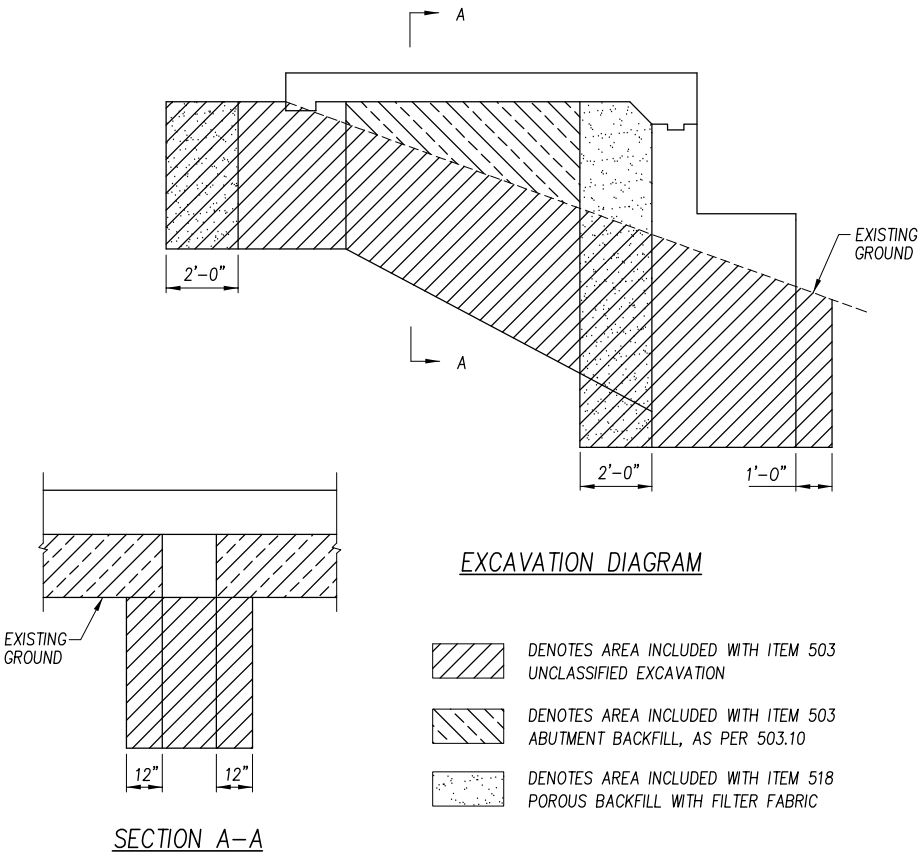 A
EXISTING
GROUND
2'-0"
A
2'-0"
1'-0"
EXCAVATION DIAGRAM
EXISTING
GROUND
DENOTES AREA INCLUDED WITH ITEM 503
UNCLASSIFIED EXCAVATION
DENOTES AREA INCLUDED WITH ITEM 503
ABUTMENT BACKFILL, AS PER 503.10
12"
12"
DENOTES AREA INCLUDED WITH ITEM 518
POROUS BACKFILL WITH FILTER FABRIC
SECTION A-A